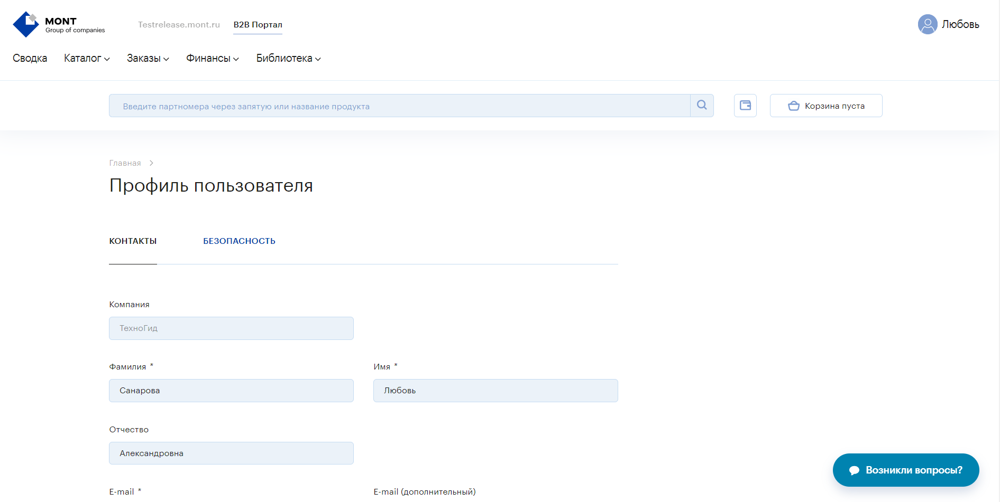 MONT
Group of companies
Testrelease.mont.ru
B2B Портал
Любовь
Сводка
Каталог
Заказы
Финансы
Библиотека
Введите партномера через запятую или название продукта
Корзина пуста
Главная
Профиль пользователя
КОНТАКТЫ
БЕЗОПАСНОСТЬ
Компания
ТехноГид
Фамилия *
Имя *
Санарова
Любовь
Отчество
Александровна
Возникли вопросы?
E-mail *
E-mail (дополнительный)